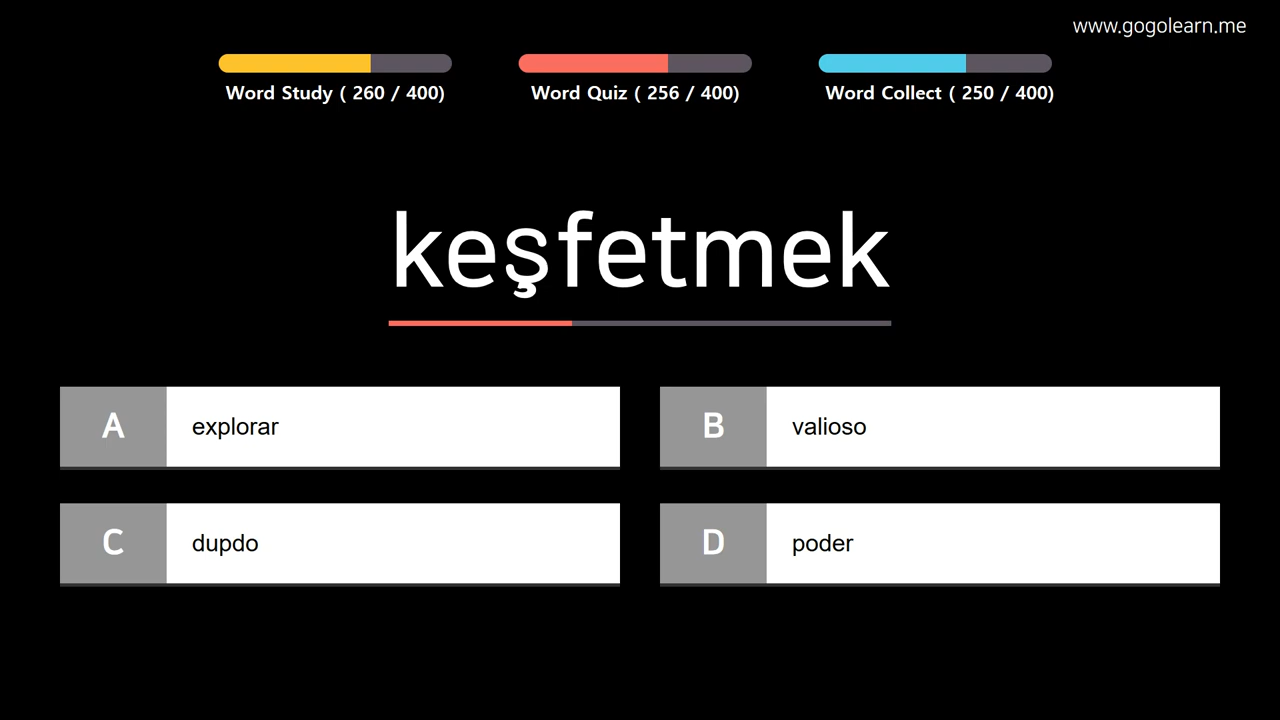 www.gogolearn.me
Word Study ( 260 / 400)
Word Quiz ( 256 / 400)
Word Collect ( 250 / 400)
keşfetmek
A
explorar
B
valioso
C
dupdo
D
poder